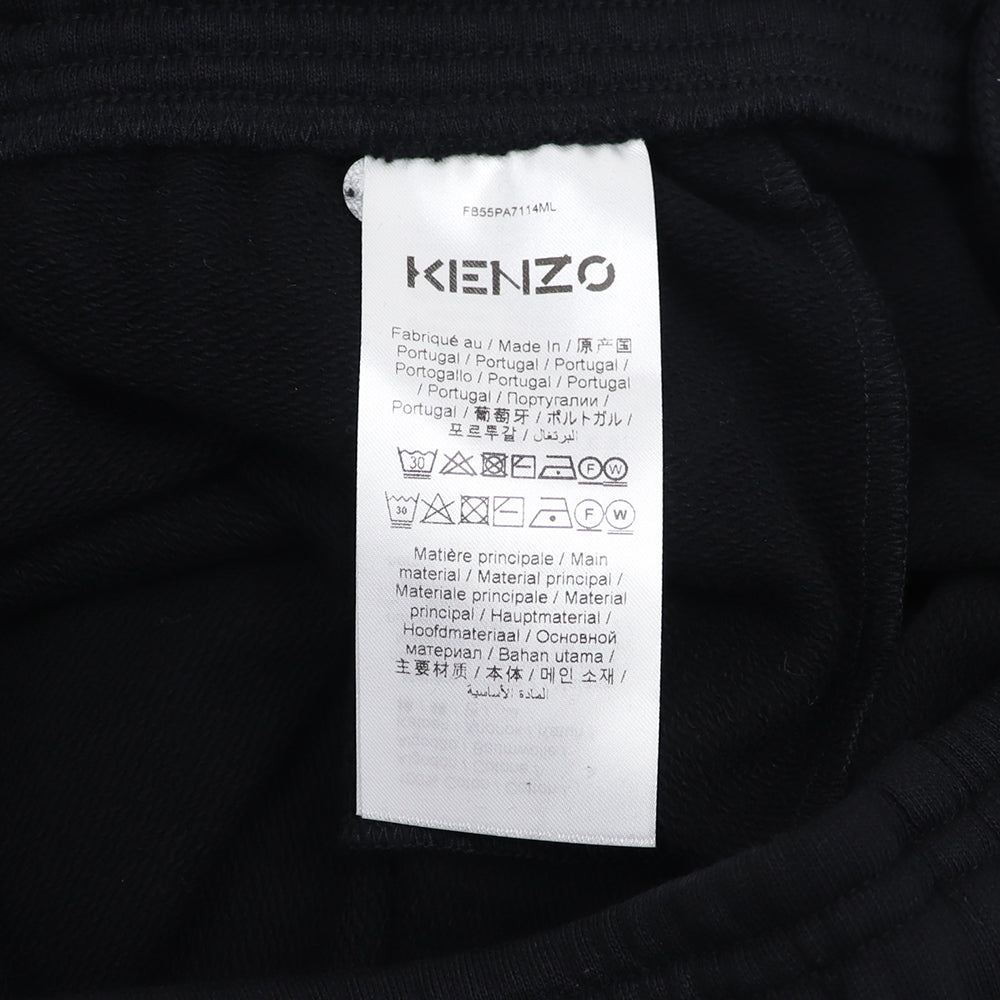 FB55PA7114ML
KENZO
Fabriqué au / Made In / 原产国
Portugal / Portugal / Portugal /
Portogallo / Portugal / Portugal
/ Portugal / Португалии /
Portugal / 葡萄牙 / ポルトガル /
포르투갈 / البرتغال
30 F W
30 F W
Matière principale / Main
material / Material principal /
Materiale principale / Material
principal / Hauptmaterial /
Hoofdmateriaal / Основной
материал / Bahan utama /
主要材质 / 本体 / 메인 소재 /
المادة الأساسية